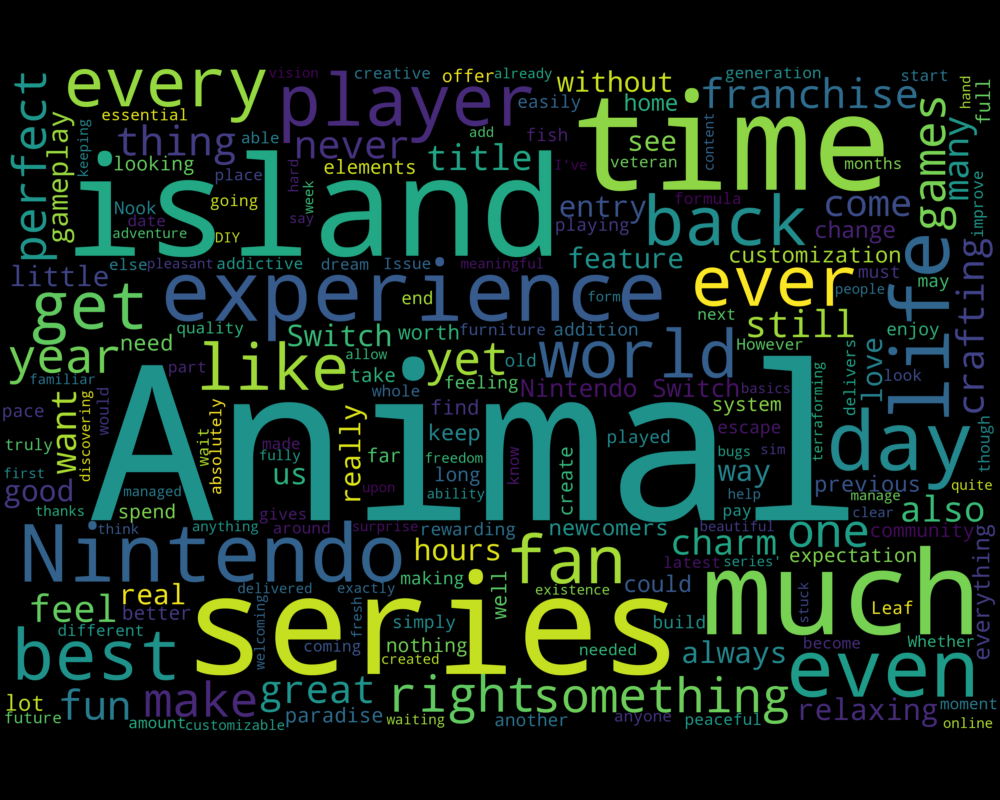 vision
creative
offer
already
generation
start
every
player
time
without
franchise
hand
full
perfect
essential
easily
home
gameplay
keeping
thing
able
never
add
fish
see
content
games
many
looking
elements
title
veteran
I've
months
island
place
hard
week
formula
Nook
going
say
entry
back
come
improve
date
playing
change
adventure
DIY
life
crafting
else
pleasant
addictive
dream
Issue
meaningful
feature
customization
must
little
experience
ever
people
may
get
end
form
next
quality
Switch
worth
furniture
addition
still
enjoy
year
need
like
allow
yet
old
world
However
delivers
love
look
familiar
part
take
whole
feeling
Nintendo Switch
basics
pace
want
discovering
would
Animal
wait
absolutely
really
find
system
though
truly
made
fully
far
keep
freedom
know
create
played
escape
bugs
sim
terraforming
day
first
us
long
way
good
managed
upon
ability
help
previous
quite
thanks
spend
gives
pay
manage
clear
also
think
anything
around
surprise
rewarding
newcomers
beautiful
one
community
Nintendo
hours
fan
charm
latest
series'
expectation
everything
real
delivered
exactly
making
well
existence
could
much
stuck
feel
better
series
simply
build
Leaf
different
welcoming
coming
fresh
nothing
created
needed
always
become
Whether
best
even
lot
fun
make
great
right
something
relaxing
moment
future
amount
customizable
paradise
waiting
another
anyone
peaceful
online